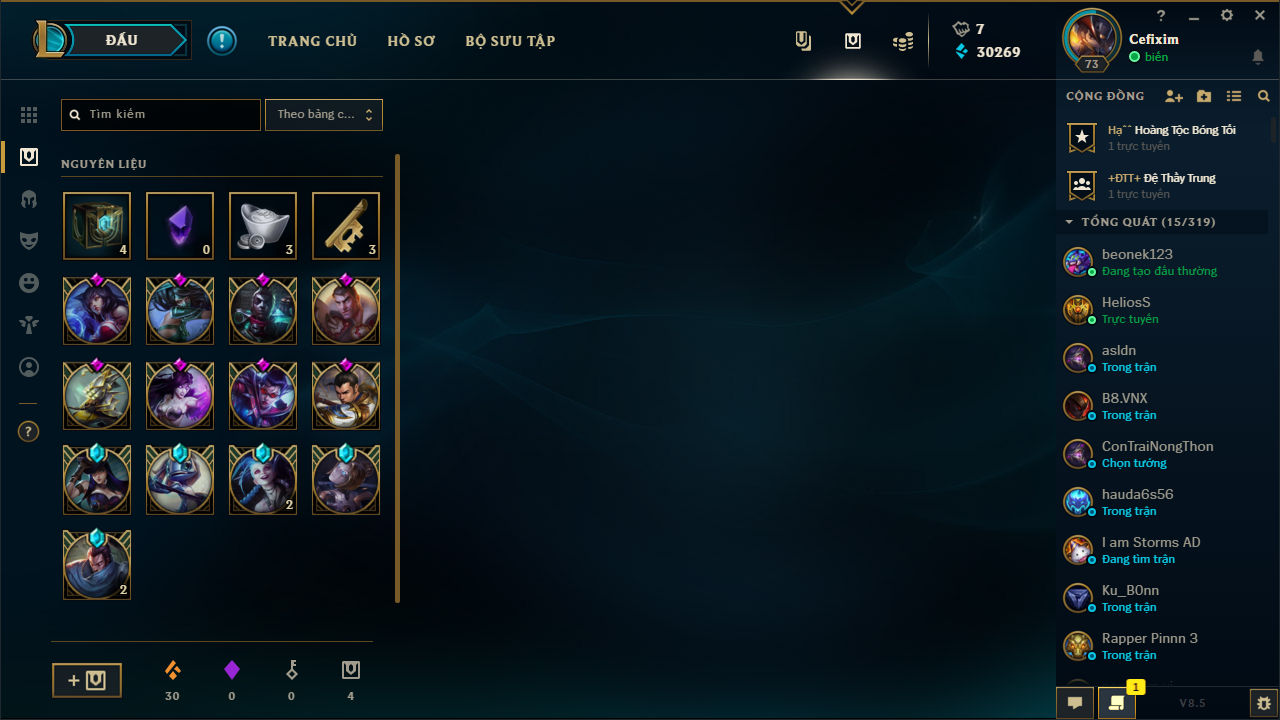 ĐẤU
TRANG CHỦ
HỒ SƠ
BỘ SƯU TẬP
7
30269
?
73
Cefixim
biến
Tìm kiếm
Theo bảng c...
NGUYÊN LIỆU
4
0
3
3
2
2
?
30
0
0
4
CỘNG ĐỒNG
Hạˆˆ Hoàng Tộc Bóng Tối
1 trực tuyến
+ĐTT+ Đệ Thầy Trung
1 trực tuyến
TỔNG QUÁT (15/319)
beonek123
Đang tạo đấu thường
HeliosS
Trực tuyến
asldn
Trong trận
B8.VNX
Trong trận
ConTraiNongThon
Chọn tướng
hauda6s56
Trong trận
I am Storms AD
Đang tìm trận
Ku_B0nn
Trong trận
Rapper Pinnn 3
Trong trận
1
V8.5